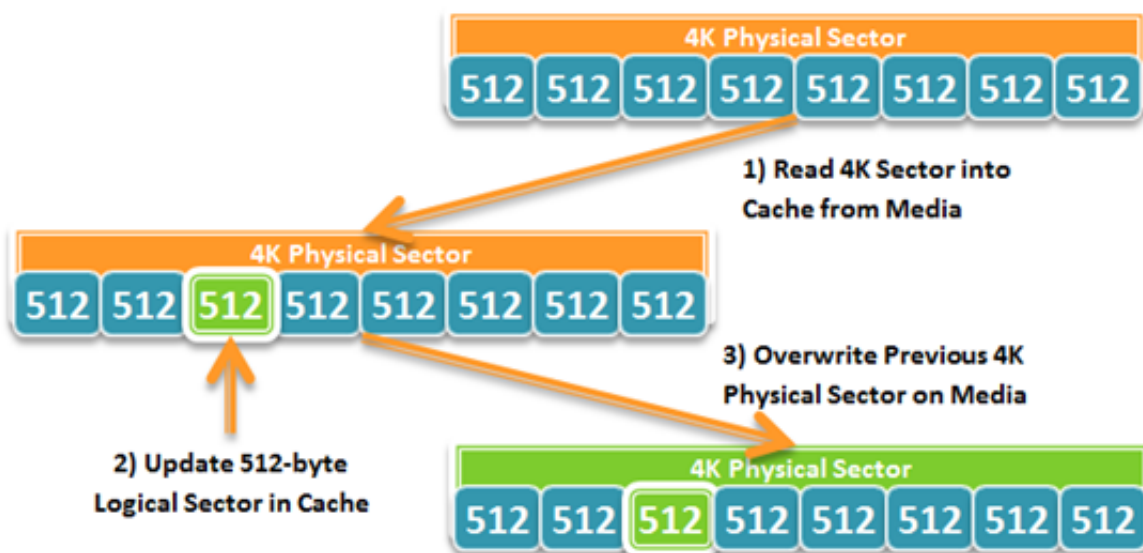 4K Physical Sector
512 512 512 512 512 512 512 512
1) Read 4K Sector into
Cache from Media
4K Physical Sector
512 512 512 512 512 512 512 512
3) Overwrite Previous 4K
Physical Sector on Media
2) Update 512-byte
Logical Sector in Cache
4K Physical Sector
512 512 512 512 512 512 512 512